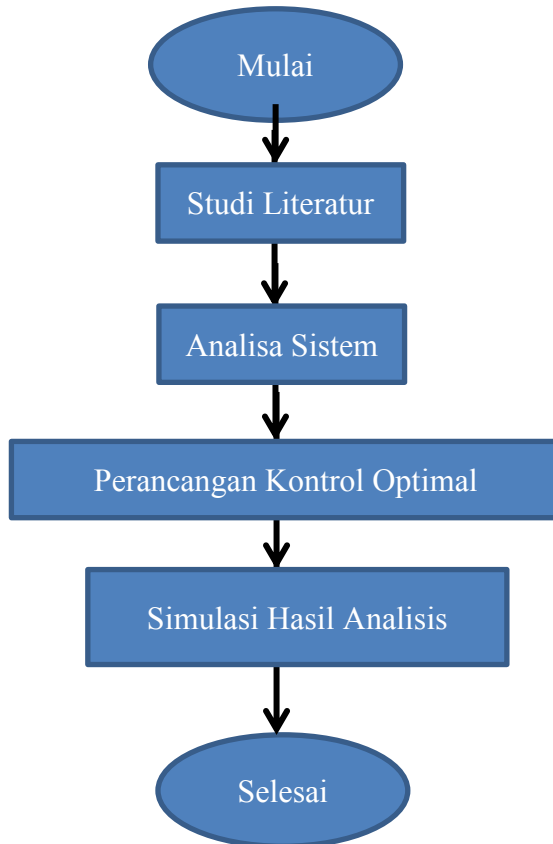 Mulai
Studi Literatur
Analisa Sistem
Perancangan Kontrol Optimal
Simulasi Hasil Analisis
Selesai